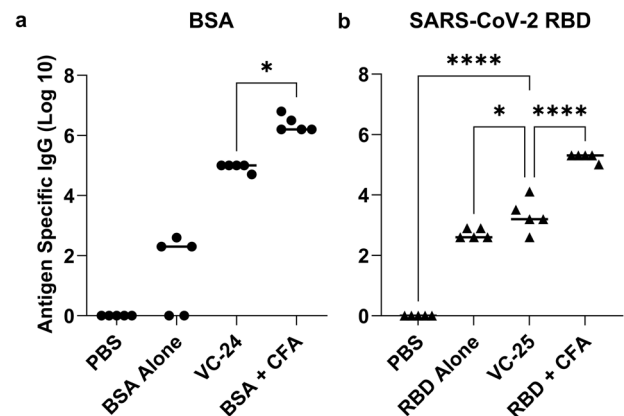 a
BSA
b
SARS-CoV-2 RBD
Antigen Specific IgG (Log 10)
8
6
4
2
0
*
PBS
BSA Alone
VC-24
BSA + CFA
8
6
4
2
0
****
*
****
PBS
RBD Alone
VC-25
RBD + CFA